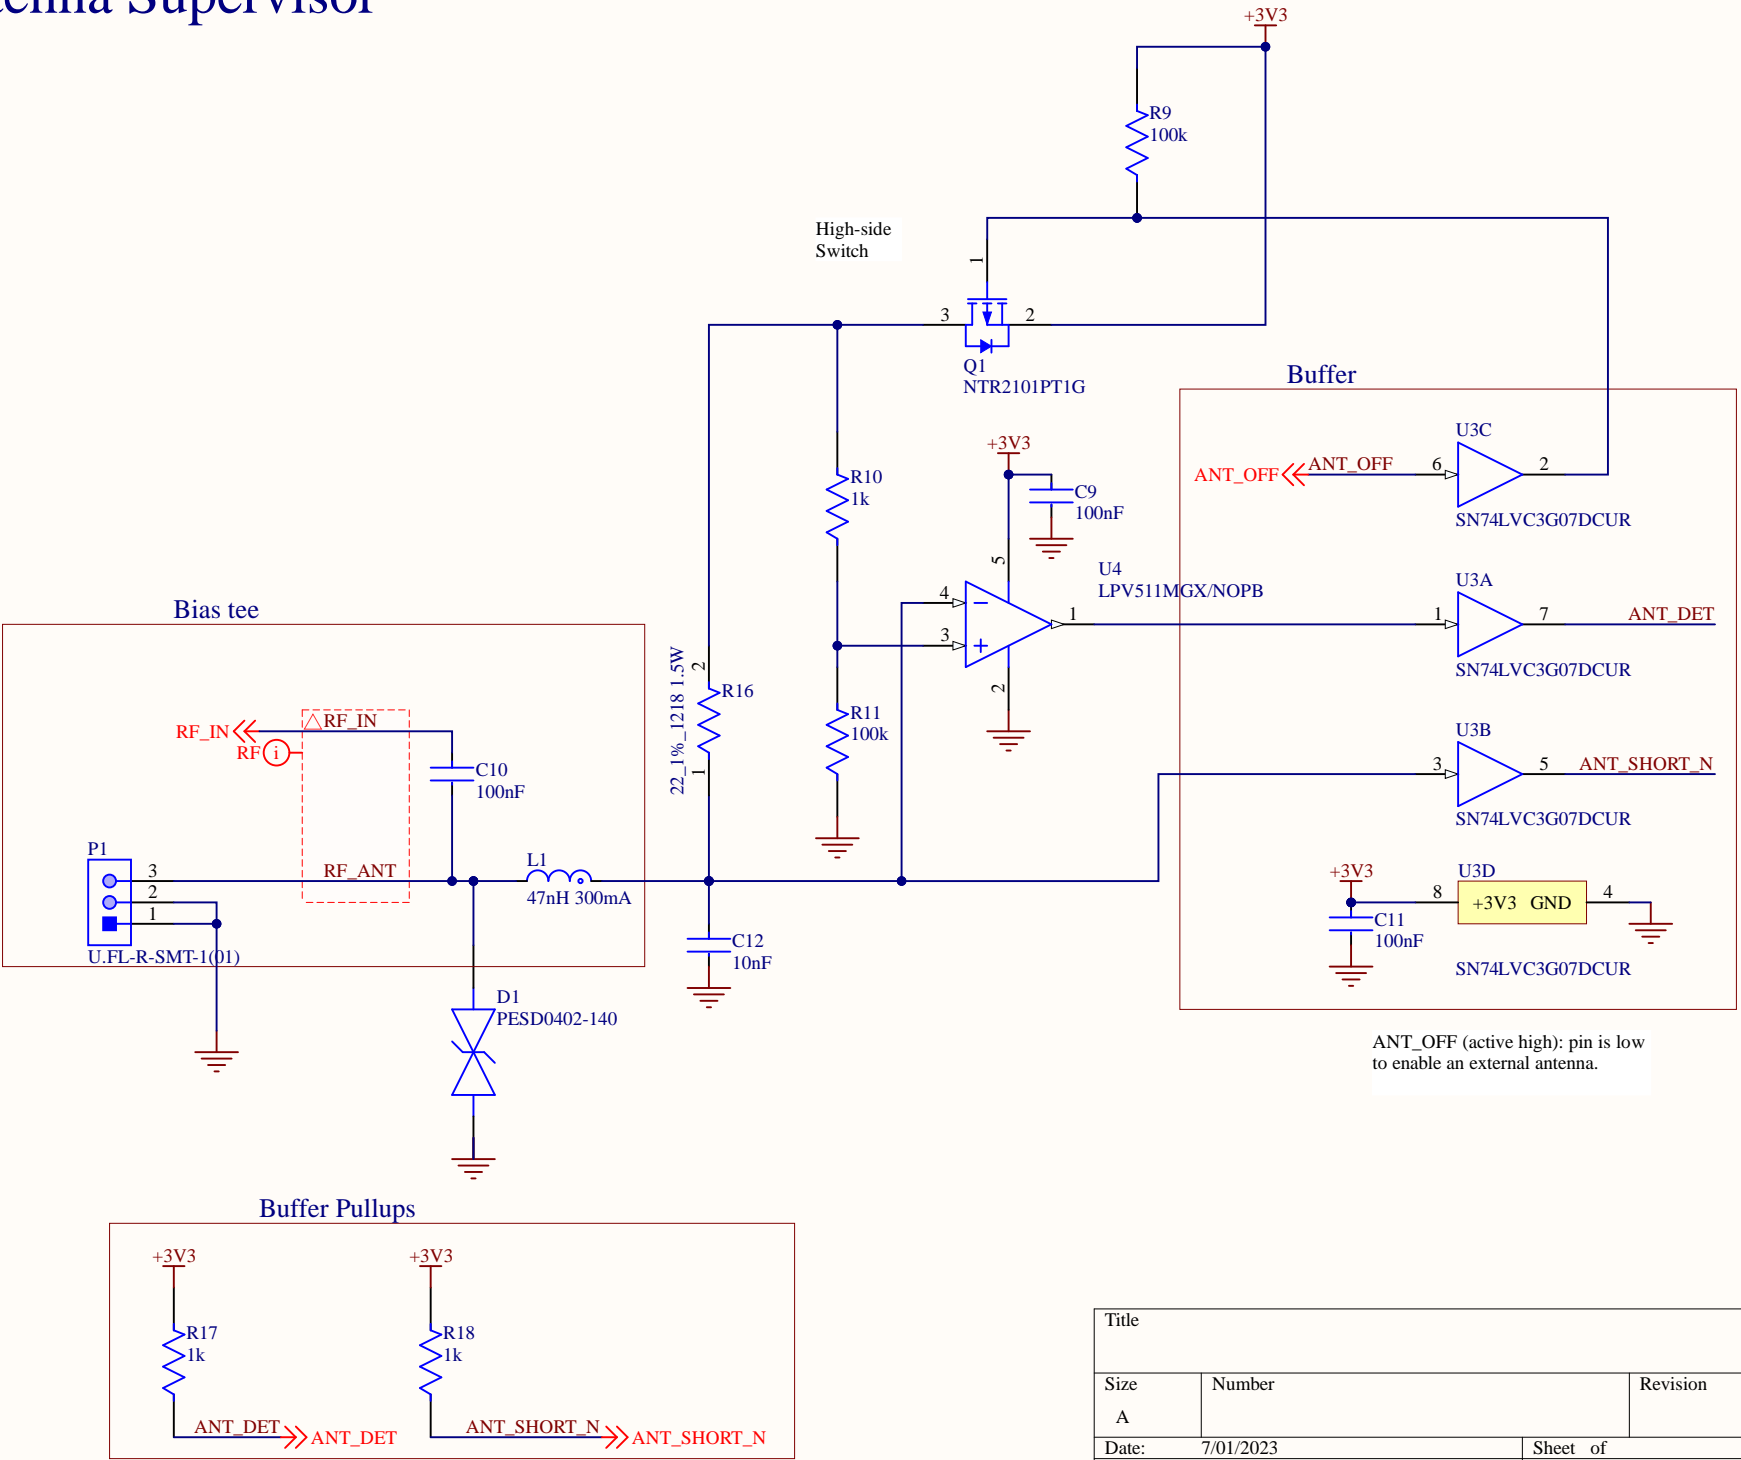 +3V3
R9
100k
High-side
Switch
1
3
2
Q1
NTR2101PT1G
Buffer
U3C
ANT_OFF
ANT_OFF
6
2
SN74LVC3G07DCUR
+3V3
R10
1k
C9
100nF
5
U4
LPV511MGX/NOPB
4
3
1
2
U3A
1
7
ANT_DET
SN74LVC3G07DCUR
Bias tee
22_1%_1218 1.5W
2
R16
1
R11
100k
RF_IN
RF_IN
RF
i
C10
100nF
U3B
3
5
ANT_SHORT_N
SN74LVC3G07DCUR
P1
3
2
1
RF_ANT
L1
47nH 300mA
U.FL-R-SMT-1(01)
C12
10nF
+3V3
U3D
8
+3V3 GND
4
C11
100nF
SN74LVC3G07DCUR
D1
PESD0402-140
ANT_OFF (active high): pin is low
to enable an external antenna.
Buffer Pullups
+3V3
+3V3
R17
1k
R18
1k
ANT_DET
ANT_DET
ANT_SHORT_N
ANT_SHORT_N
Title
Size
Number
Revision
A
Date:
7/01/2023
Sheet of